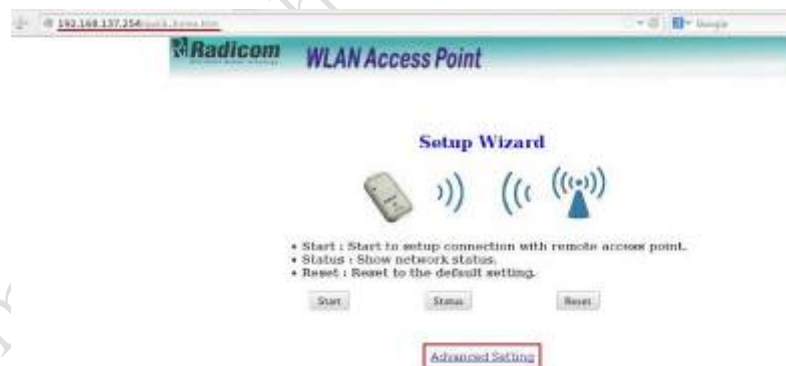 192.168.137.254
Google
Radicom
WLAN Access Point
Setup Wizard
• Start : Start to setup connection with remote access point.
• Status : Show network status.
• Reset : Reset to the default setting.
Start Status Reset
Advanced Setting